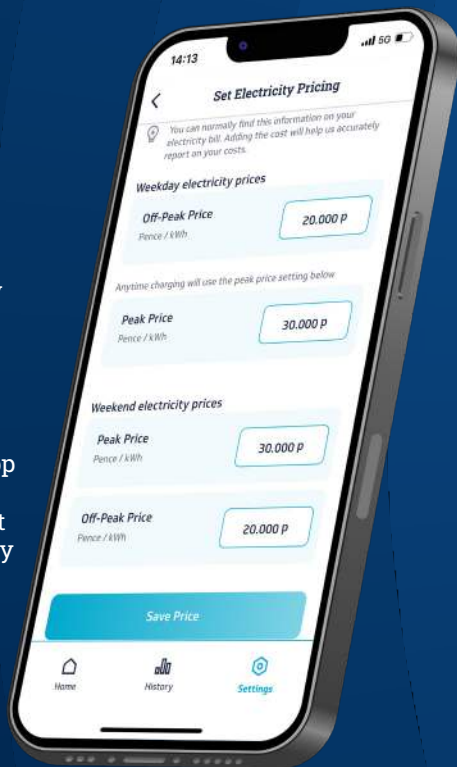 14:13
5G
Set Electricity Pricing
You can normally find this information on your
electricity bill. Adding the cost will help us accurately
report on your costs.
Weekday electricity prices
Off-Peak Price
20.000 p
Pence / kWh
Anytime charging will use the peak price setting below
Peak Price
30.000 p
Pence / kWh
Weekend electricity prices
Peak Price
30.000 p
Pence / kWh
Off-Peak Price
20.000 p
Pence / kWh
Save Price
Home
History
Settings